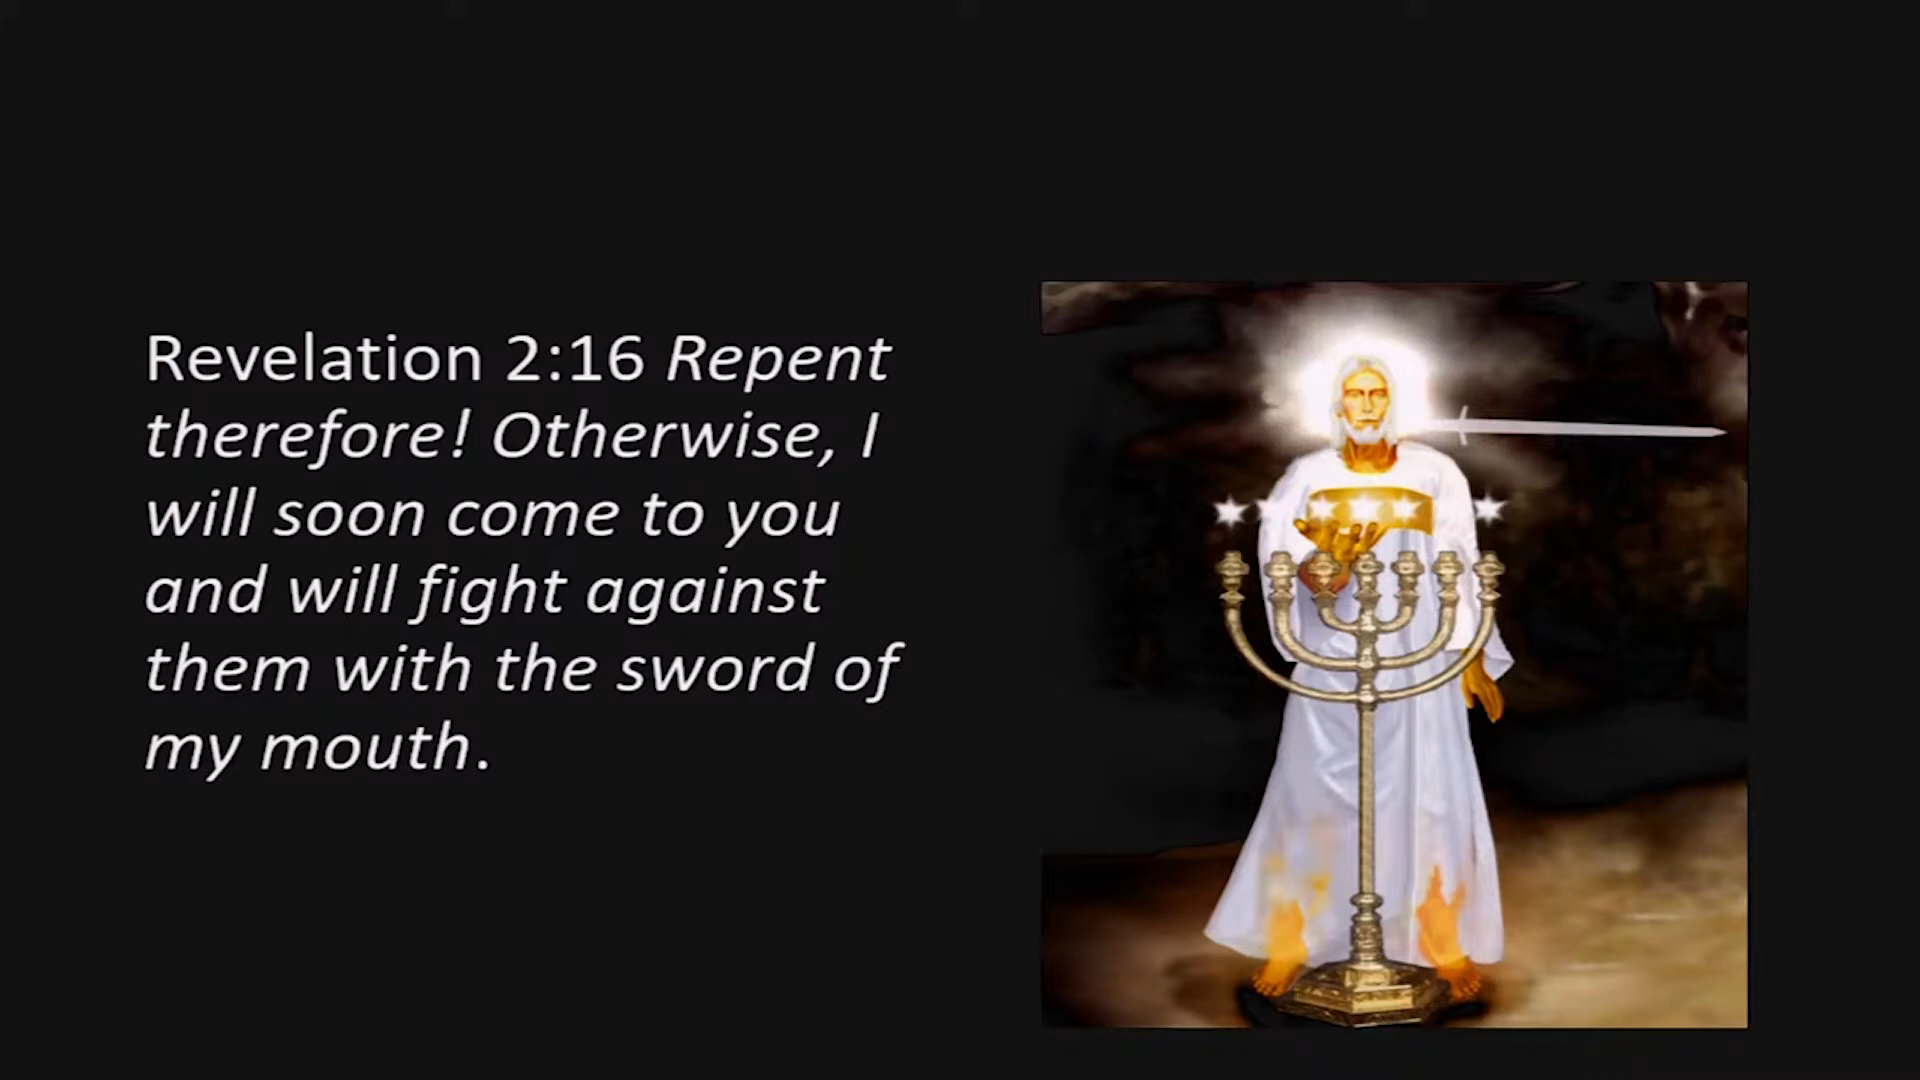 Revelation 2:16 Repent
therefore! Otherwise, I
will soon come to you
and will fight against
them with the sword of
my mouth.